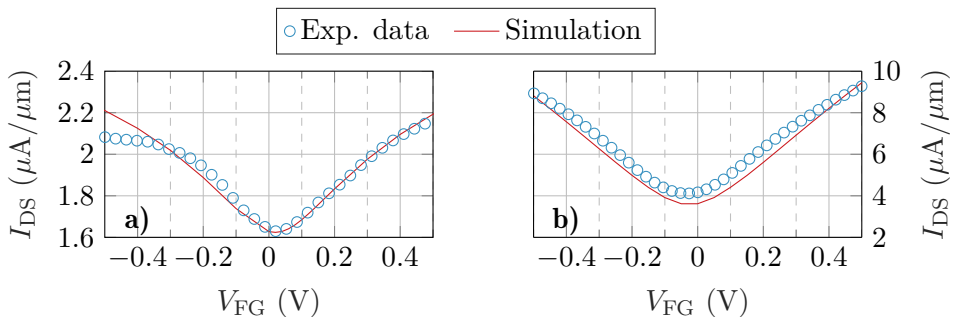 Exp. data Simulation
2.4
2.2
2
1.8
1.6
I_DS (μA/μm)
a)
−0.4 −0.2 0 0.2 0.4
V_FG (V)
10
8
6
4
2
I_DS (μA/μm)
b)
−0.4 −0.2 0 0.2 0.4
V_FG (V)